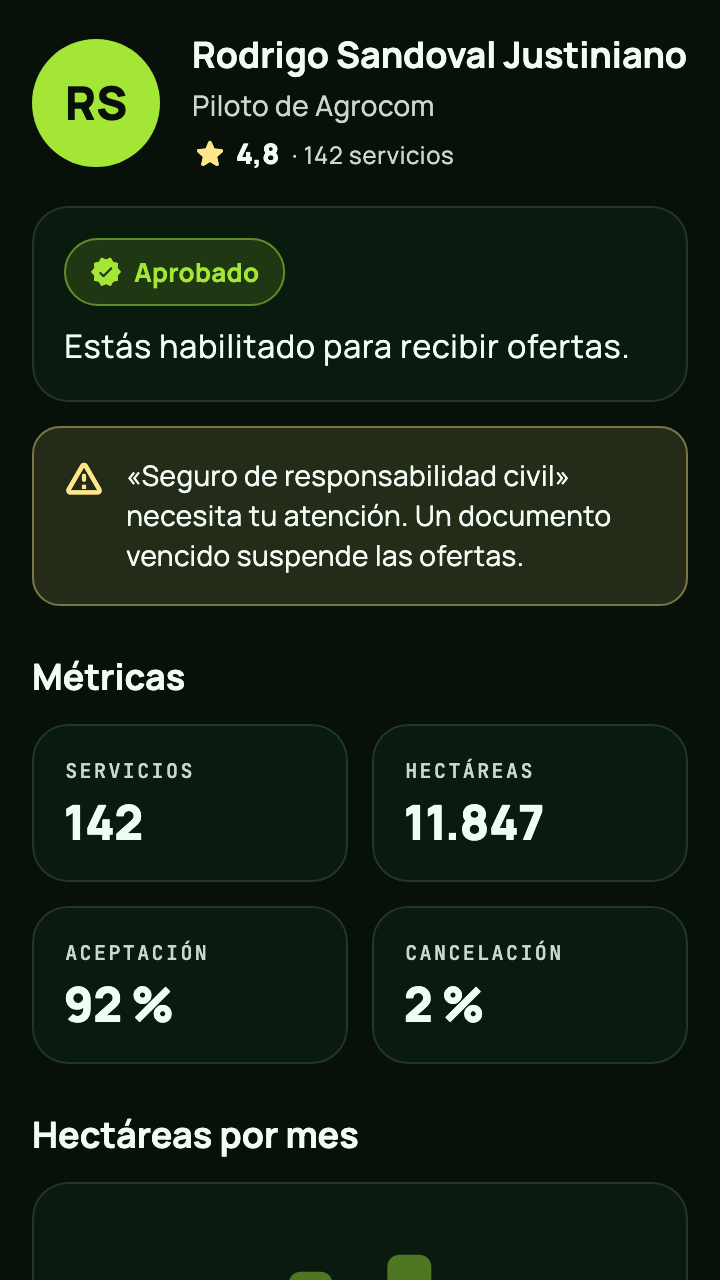 RS
Rodrigo Sandoval Justiniano
Piloto de Agrocom
4,8 · 142 servicios
Aprobado
Estás habilitado para recibir ofertas.
«Seguro de responsabilidad civil»
necesita tu atención. Un documento
vencido suspende las ofertas.
Métricas
SERVICIOS
142
HECTÁREAS
11.847
ACEPTACIÓN
92 %
CANCELACIÓN
2 %
Hectáreas por mes